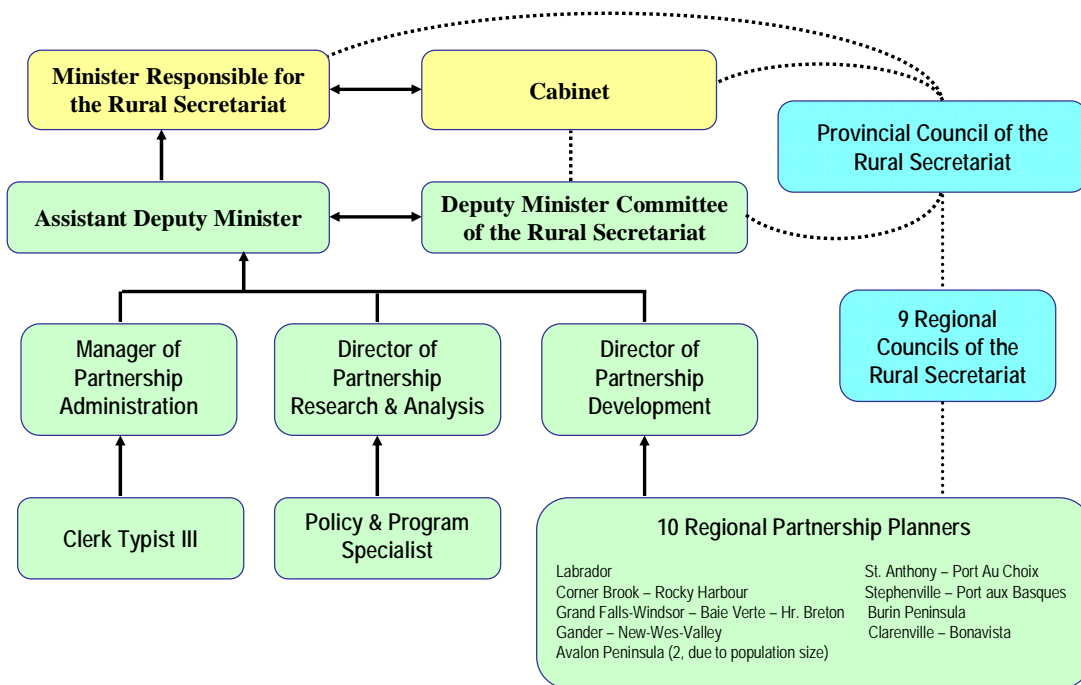 Minister Responsible for
the Rural Secretariat
Cabinet
Provincial Council of the
Rural Secretariat
Assistant Deputy Minister
Deputy Minister Committee
of the Rural Secretariat
9 Regional
Councils of the
Rural Secretariat
Manager of
Partnership
Administration
Director of
Partnership
Research & Analysis
Director of
Partnership
Development
Clerk Typist III
Policy & Program
Specialist
10 Regional Partnership Planners
Labrador
Corner Brook – Rocky Harbour
Grand Falls-Windsor – Baie Verte – Hr. Breton
Gander – New-Wes-Valley
Avalon Peninsula (2, due to population size)
St. Anthony – Port Au Choix
Stephenville – Port aux Basques
Burin Peninsula
Clarenville – Bonavista